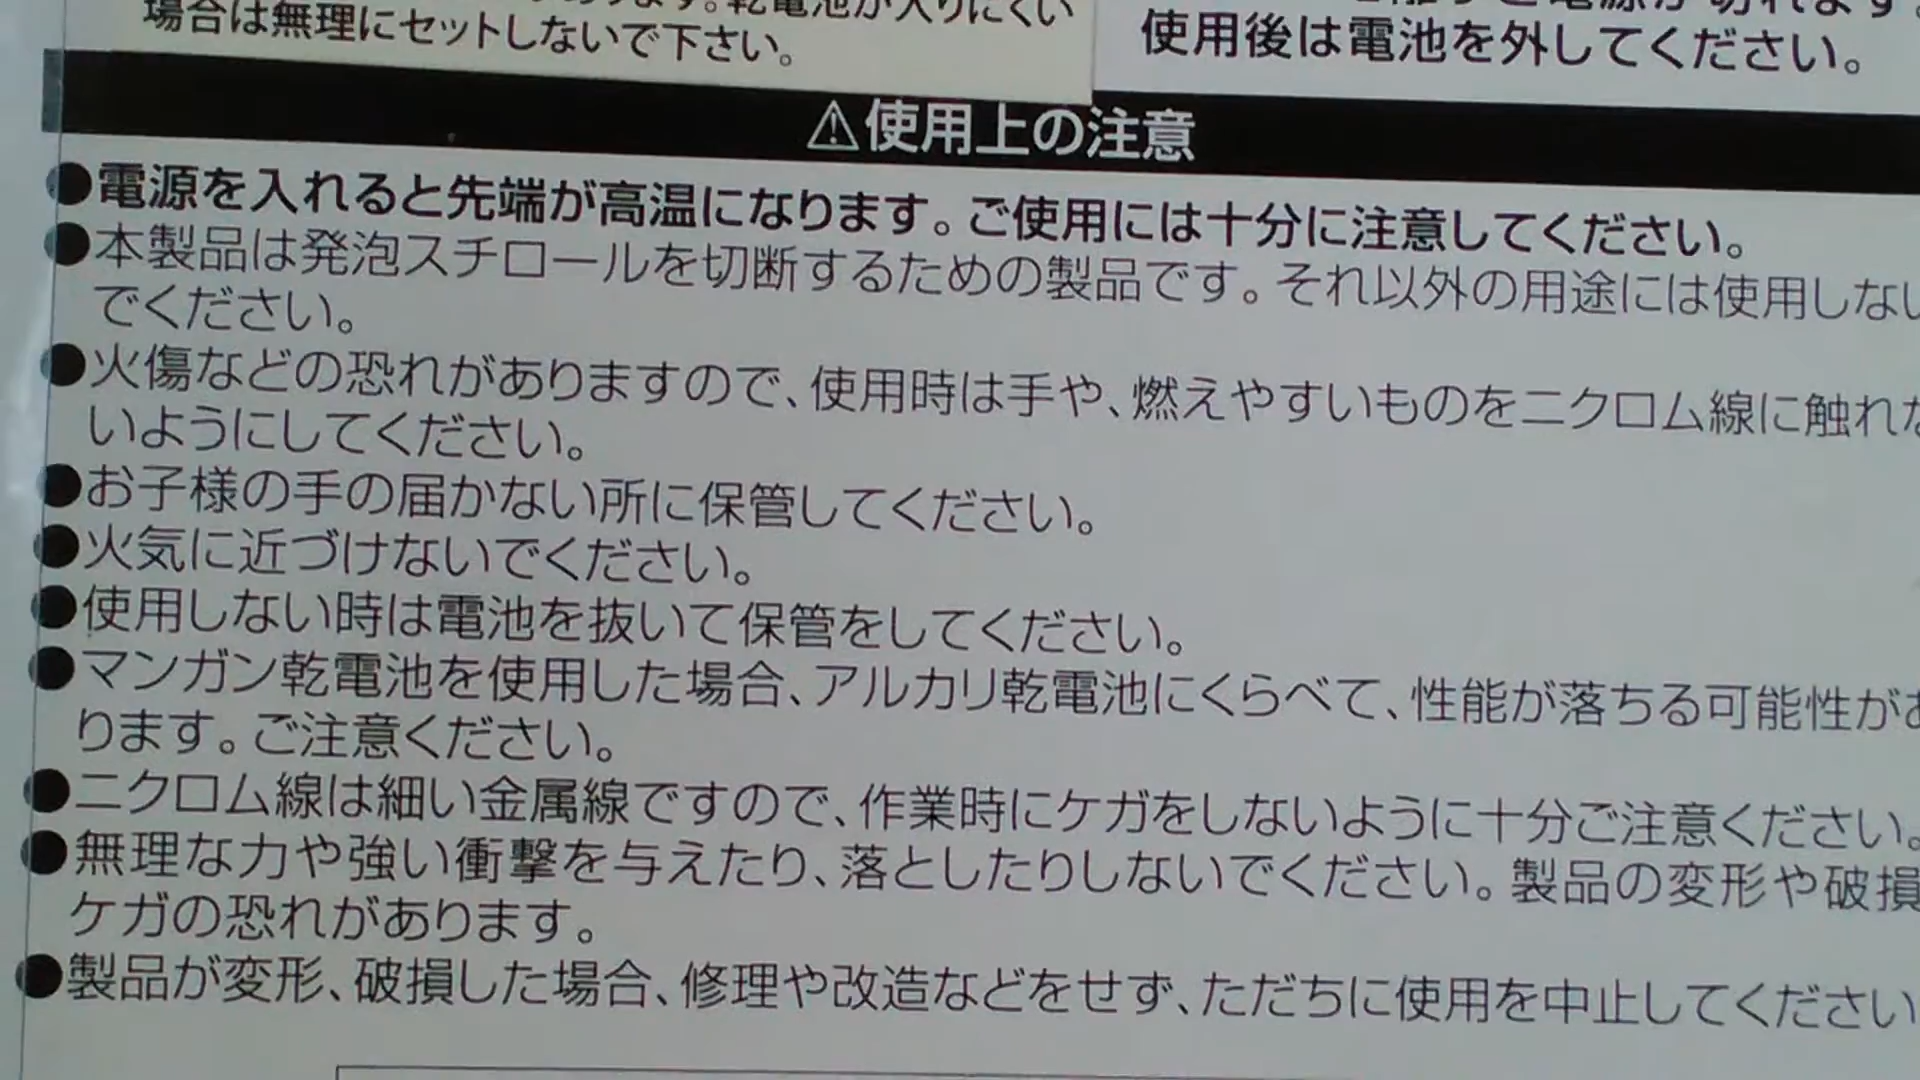 場合は無理にセットしないで下さい。
使用後は電池を外してください。
⚠使用上の注意
●電源を入れると先端が高温になります。ご使用には十分に注意してください。
●本製品は発泡スチロールを切断するための製品です。それ以外の用途には使用しない
でください。
●火傷などの恐れがありますので、使用時は手や、燃えやすいものをニクロム線に触れな
いようにしてください。
●お子様の手の届かない所に保管してください。
●火気に近づけないでください。
●使用しない時は電池を抜いて保管をしてください。
●マンガン乾電池を使用した場合、アルカリ乾電池にくらべて、性能が落ちる可能性があ
ります。ご注意ください。
●ニクロム線は細い金属線ですので、作業時にケガをしないように十分ご注意ください。
●無理な力や強い衝撃を与えたり、落としたりしないでください。製品の変形や破損
ケガの恐れがあります。
●製品が変形、破損した場合、修理や改造などをせず、ただちに使用を中止してください